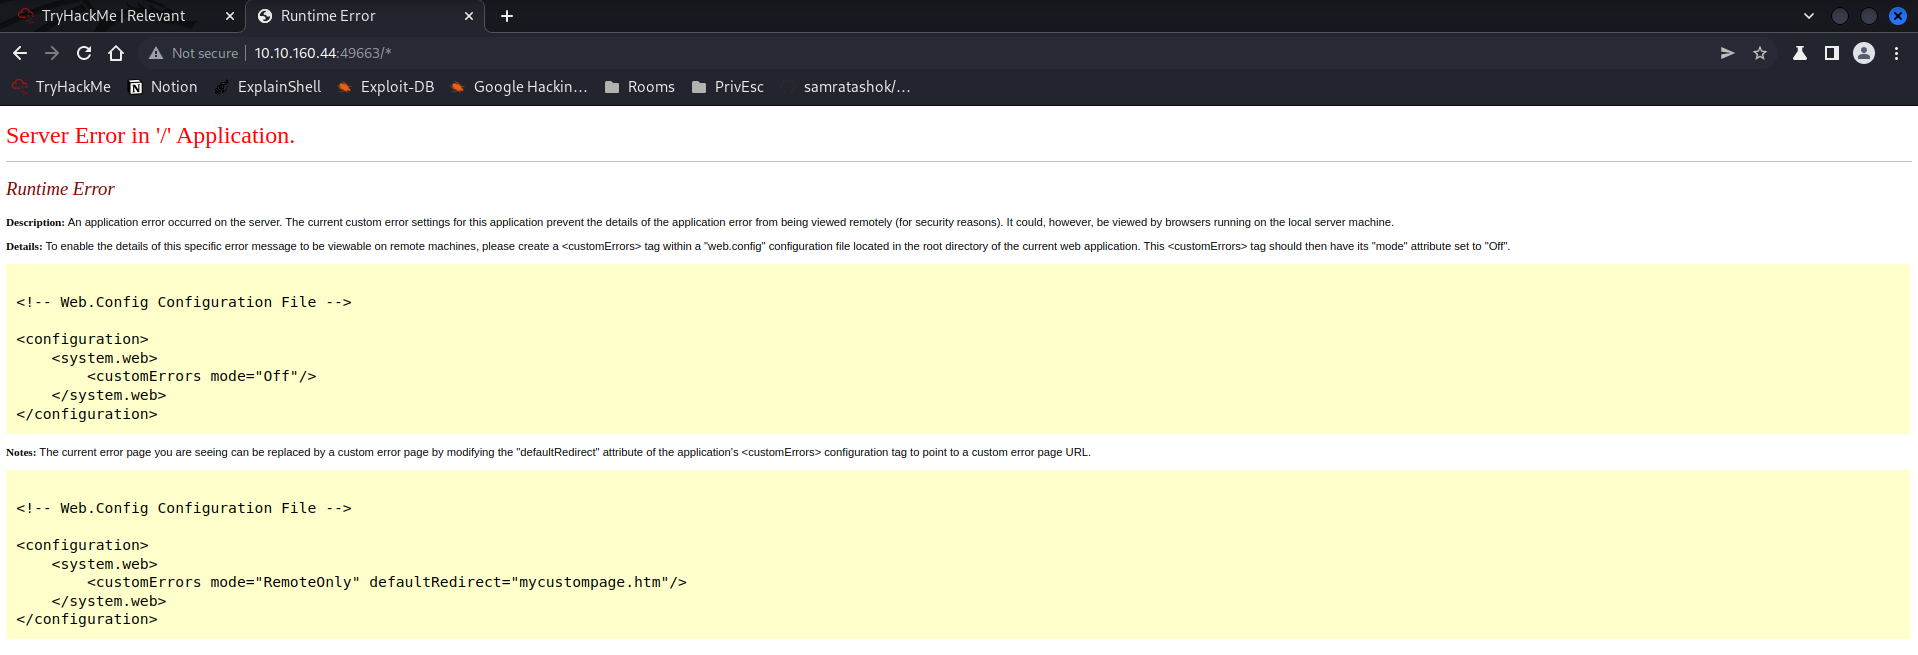 TryHackMe | Relevant
Runtime Error
Not secure
10.10.160.44:49663/*
TryHackMe
Notion
ExplainShell
Exploit-DB
Google Hackin…
Rooms
PrivEsc
samratashok/…
Server Error in '/' Application.
Runtime Error
Description: An application error occurred on the server. The current custom error settings for this application prevent the details of the application error from being viewed remotely (for security reasons). It could, however, be viewed by browsers running on the local server machine.
Details: To enable the details of this specific error message to be viewable on remote machines, please create a <customErrors> tag within a "web.config" configuration file located in the root directory of the current web application. This <customErrors> tag should then have its "mode" attribute set to "Off".
<!-- Web.Config Configuration File -->
<configuration>
    <system.web>
        <customErrors mode="Off"/>
    </system.web>
</configuration>
Notes: The current error page you are seeing can be replaced by a custom error page by modifying the "defaultRedirect" attribute of the application's <customErrors> configuration tag to point to a custom error page URL.
<!-- Web.Config Configuration File -->
<configuration>
    <system.web>
        <customErrors mode="RemoteOnly" defaultRedirect="mycustompage.htm"/>
    </system.web>
</configuration>